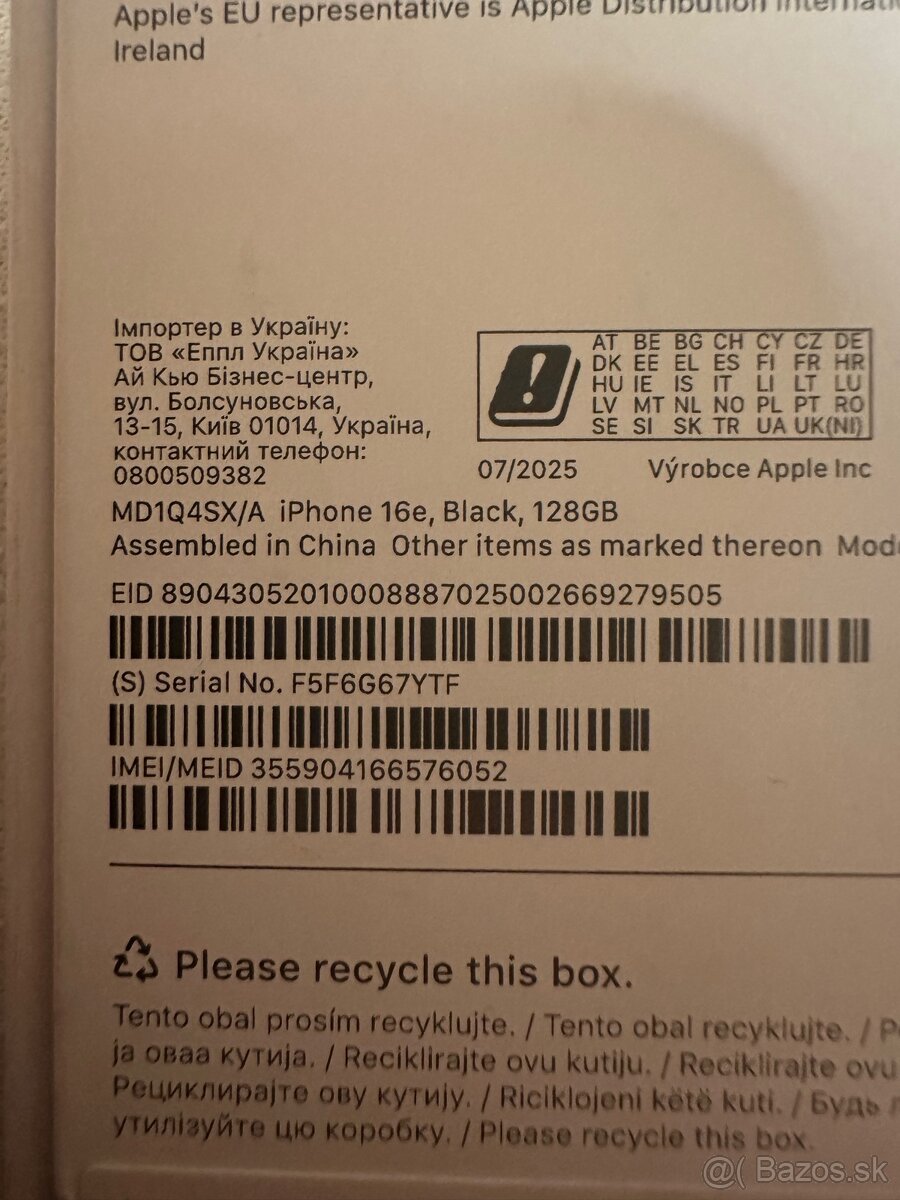 Apple's EU representative is Apple Distribution
Ireland
Імпортер в Україну:
ТОВ «Еппл Україна»
Ай Кью Бізнес-центр,
вул. Болсуновська,
13-15, Київ 01014, Україна,
контактний телефон:
0800509382
AT BE BG CH CY CZ DE
DK EE EL ES FI FR HR
HU IE IS IT LI LT LU
LV MT NL NO PL PT RO
SE SI SK TR UA UK(NI)
07/2025 Výrobce Apple Inc
MD1Q4SX/A iPhone 16e, Black, 128GB
Assembled in China Other items as marked thereon
EID 89043052010008887025002669279505
(S) Serial No. F5F6G67YTF
IMEI/MEID 355904166576052
Please recycle this box.
Tento obal prosím recyklujte. / Tento obal recyklujte. /
ја оваа кутија. / Reciklirajte ovu kutiju. / Reciklirajte ovu
Рециклирајте ову кутију. / Riciklojeni këtë kuti. / Будь
утилізуйте цю коробку. / Please recycle this box.
@( Bazos.sk